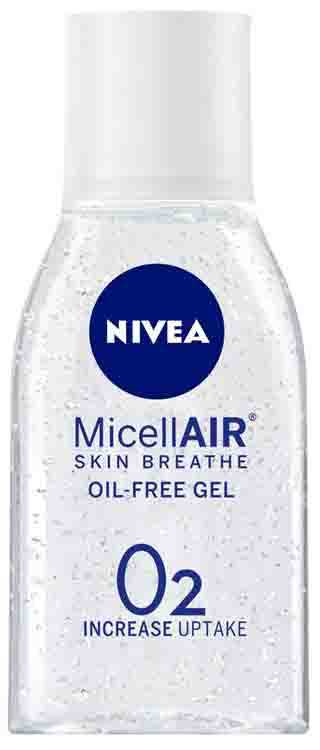 NIVEA
MicellAIR®
SKIN BREATHE
OIL-FREE GEL
O2
INCREASE UPTAKE